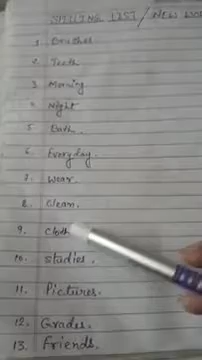 SPELLING LIST / NEW
1. Brushes
2. Teeth
3. Morning
4. Night
5. Bath
6. Everyday.
7. Wear.
8. Clean.
9. Cloth
10. Studies.
11. Pictures.
12. Grades.
13. Friends.